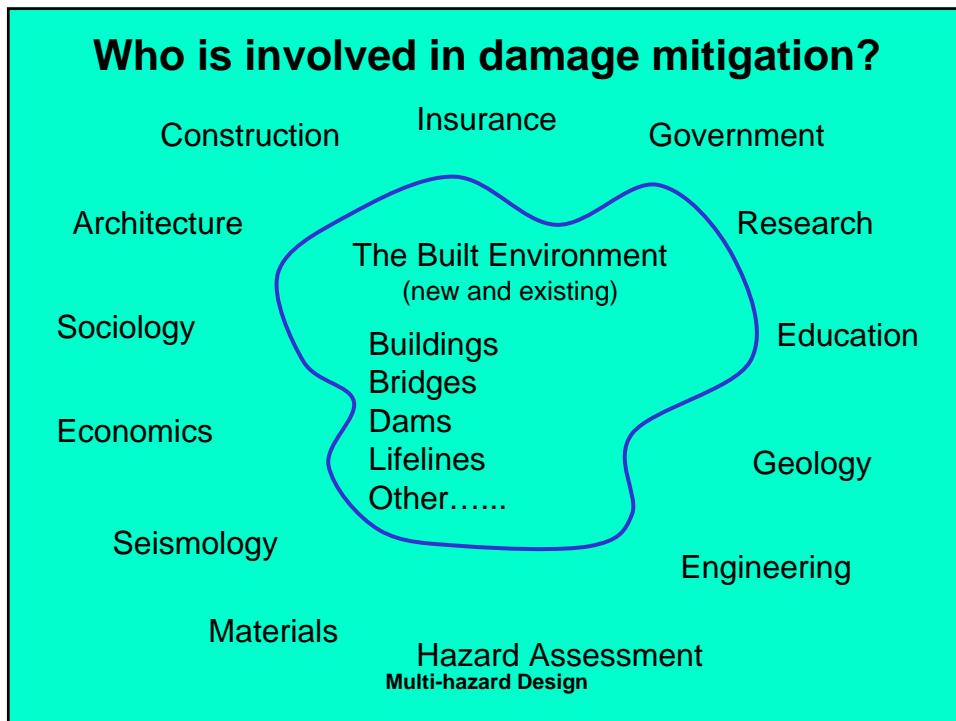 Who is involved in damage mitigation?
Insurance
Construction
Government
Architecture
Research
The Built Environment
(new and existing)
Sociology
Education
Buildings
Bridges
Dams
Economics
Lifelines
Geology
Other…...
Seismology
Engineering
Materials
Hazard Assessment
Multi-hazard Design